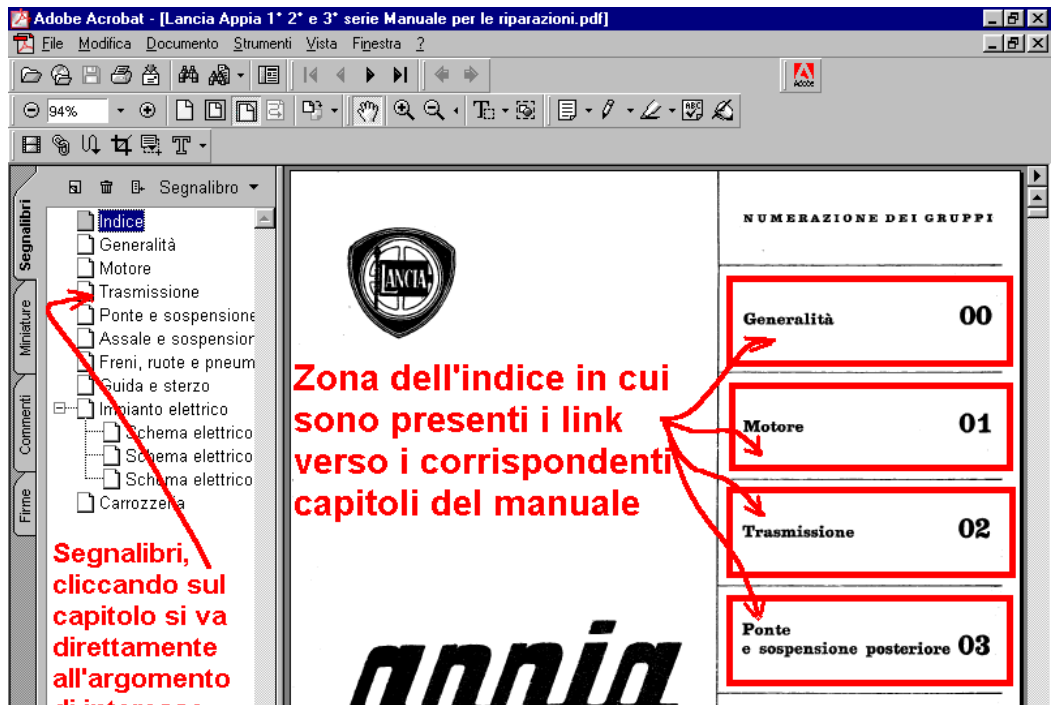 Adobe Acrobat - [Lancia Appia 1* 2* e 3* serie Manuale per le riparazioni.pdf]
File Modifica Documento Strumenti Vista Finestra ?
Adobe
94%
Segnalibri
Miniature
Commenti
Firme
Segnalibro
Indice
Generalità
Motore
Trasmissione
Ponte e sospensione
Assale e sospension
Freni, ruote e pneum
Guida e sterzo
Impianto elettrico
Schema elettrico
Schema elettrico
Schema elettrico
Carrozzeria
Segnalibri,
cliccando sul
capitolo si va
direttamente
all'argomento
di interesse
LANCIA
Zona dell'indice in cui
sono presenti i link
verso i corrispondenti
capitoli del manuale
appia
NUMERAZIONE DEI GRUPPI
Generalità 00
Motore 01
Trasmissione 02
Ponte
e sospensione posteriore 03